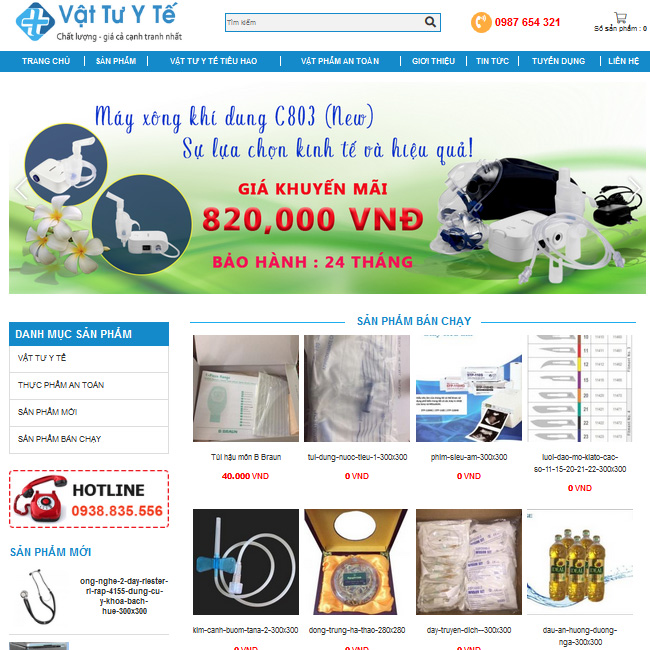 Vật Tư Y Tế
Chất lượng - giá cả cạnh tranh nhất
Tìm kiếm
0987 654 321
Số sản phẩm : 0
TRANG CHỦ
SẢN PHẨM
VẬT TƯ Y TẾ TIÊU HAO
VẬT PHẨM AN TOÀN
GIỚI THIỆU
TIN TỨC
TUYỂN DỤNG
LIÊN HỆ
Máy xông khí dung C803 (New)
Sự lựa chọn kinh tế và hiệu quả!
GIÁ KHUYẾN MÃI
820,000 VNĐ
BẢO HÀNH : 24 THÁNG
DANH MỤC SẢN PHẨM
VẬT TƯ Y TẾ
THỰC PHẨM AN TOÀN
SẢN PHẨM MỚI
SẢN PHẨM BÁN CHẠY
HOTLINE
0938.835.556
SẢN PHẨM MỚI
ong-nghe-2-day-riester-
ri-rap-4155-dung-cu-
y-khoa-bach-
hue-300x300
SẢN PHẨM BÁN CHẠY
B BRAUN
Túi hậu môn B Braun
40.000 VNĐ
tui-dung-nuoc-tieu-1-300x300
0 VNĐ
phim-sieu-am-300x300
0 VNĐ
luoi-dao-mo-kiato-cac-
so-11-15-20-21-22-300x300
0 VNĐ
kim-canh-buom-tana-2-300x300
dong-trung-ha-thao-280x280
day-truyen-dich--300x300
dau-an-huong-duong-
nga-300x300